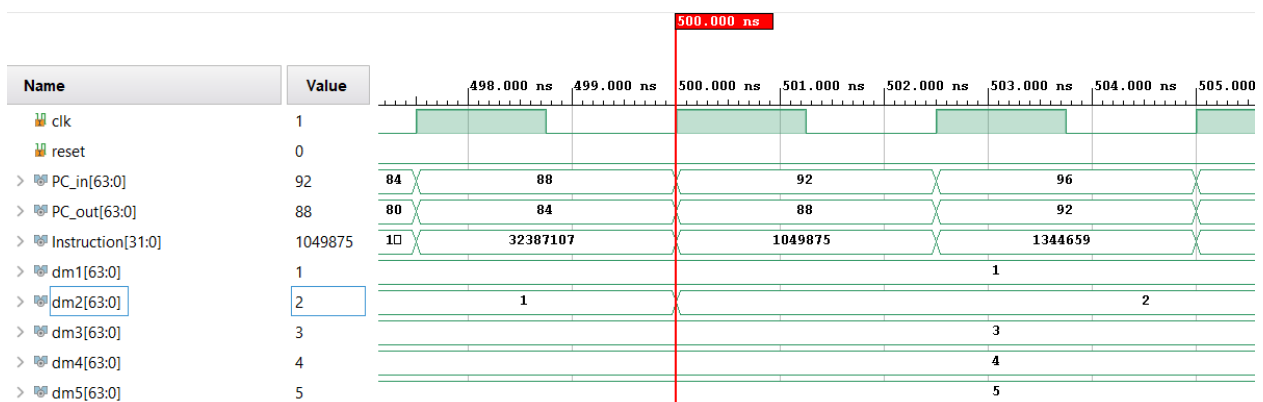 500.000 ns
Name Value 498.000 ns 499.000 ns 500.000 ns 501.000 ns 502.000 ns 503.000 ns 504.000 ns 505.000
clk 1
reset 0
PC_in[63:0] 92 84 88 92 96
PC_out[63:0] 88 80 84 88 92
Instruction[31:0] 1049875 1 32387107 1049875 1344659
dm1[63:0] 1 1
dm2[63:0] 2 1 2
dm3[63:0] 3 3
dm4[63:0] 4 4
dm5[63:0] 5 5